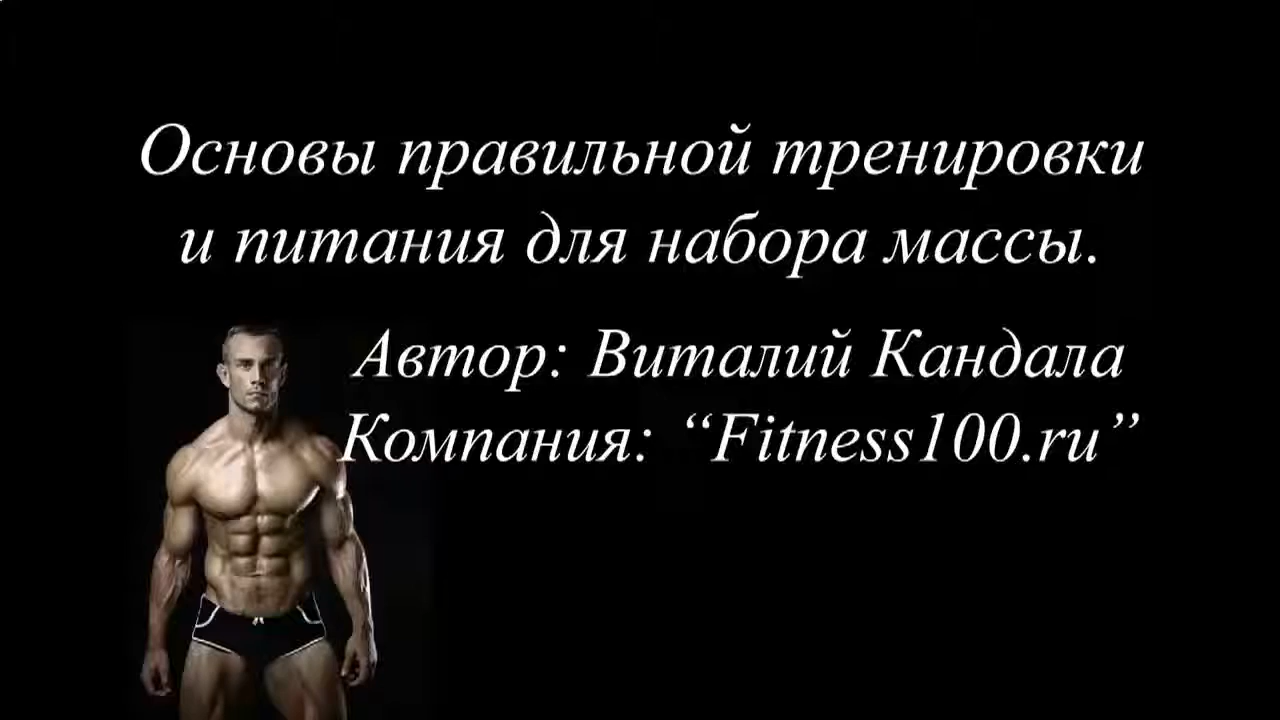 Основы правильной тренировки
и питания для набора массы.
Автор: Виталий Кандала
Компания: “Fitness100.ru”